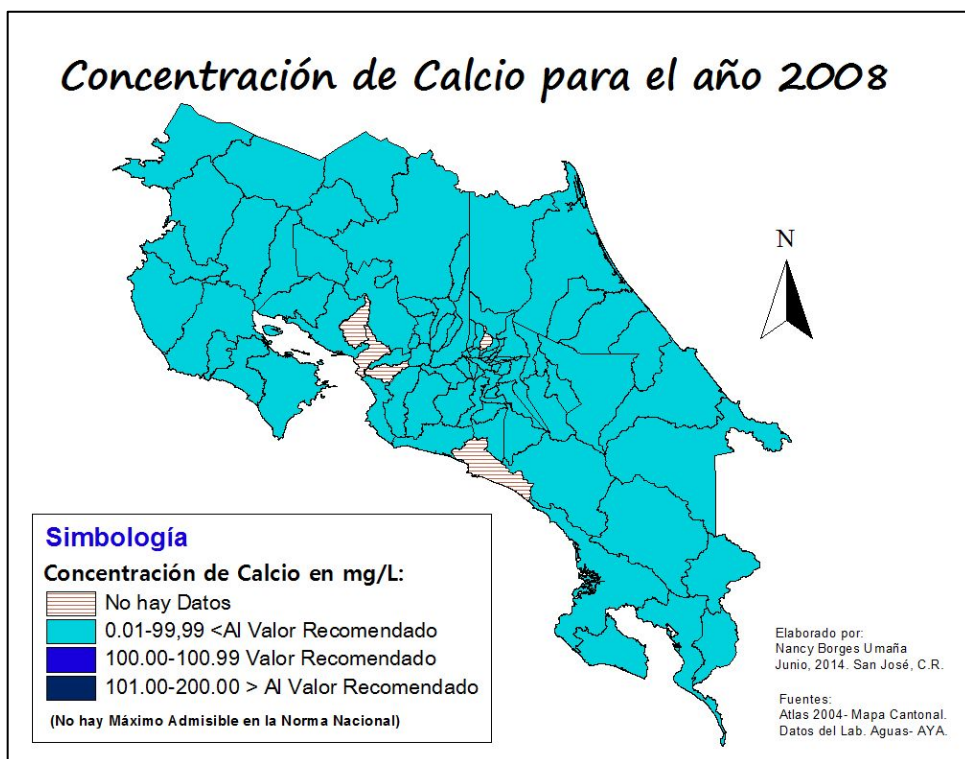 Concentración de Calcio para el año 2008
N
Simbología
Concentración de Calcio en mg/L:
No hay Datos
0.01-99,99 <Al Valor Recomendado
100.00-100.99 Valor Recomendado
101.00-200.00 > Al Valor Recomendado
(No hay Máximo Admisible en la Norma Nacional)
Elaborado por:
Nancy Borges Umaña
Junio, 2014. San José, C.R.
Fuentes:
Atlas 2004- Mapa Cantonal.
Datos del Lab. Aguas- AYA.